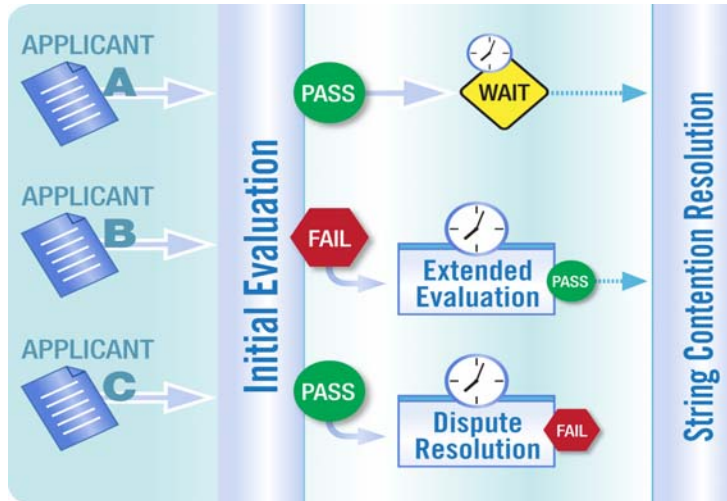 APPLICANT
A
PASS
WAIT
APPLICANT
B
FAIL
Extended
Evaluation
PASS
APPLICANT
C
PASS
Dispute
Resolution
FAIL
Initial Evaluation
String Contention Resolution